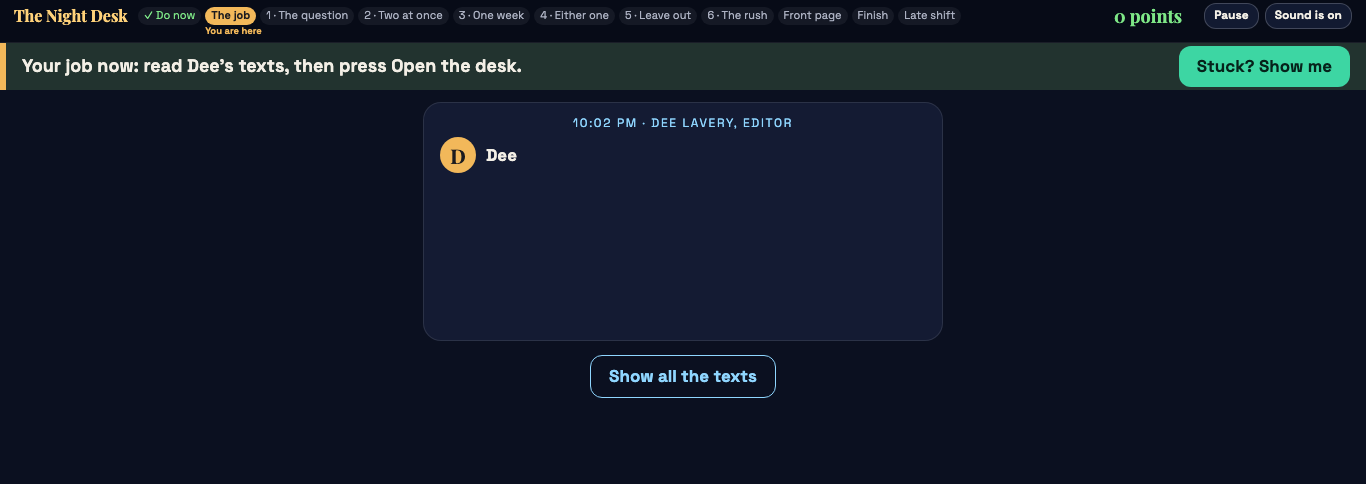 The Night Desk ✓ Do now The job 1 · The question 2 · Two at once 3 · One week 4 · Either one 5 · Leave out 6 · The rush Front page Finish Late shift 0 points Pause Sound is on
You are here
Your job now: read Dee's texts, then press Open the desk. Stuck? Show me
10:02 PM · DEE LAVERY, EDITOR
D Dee
Show all the texts